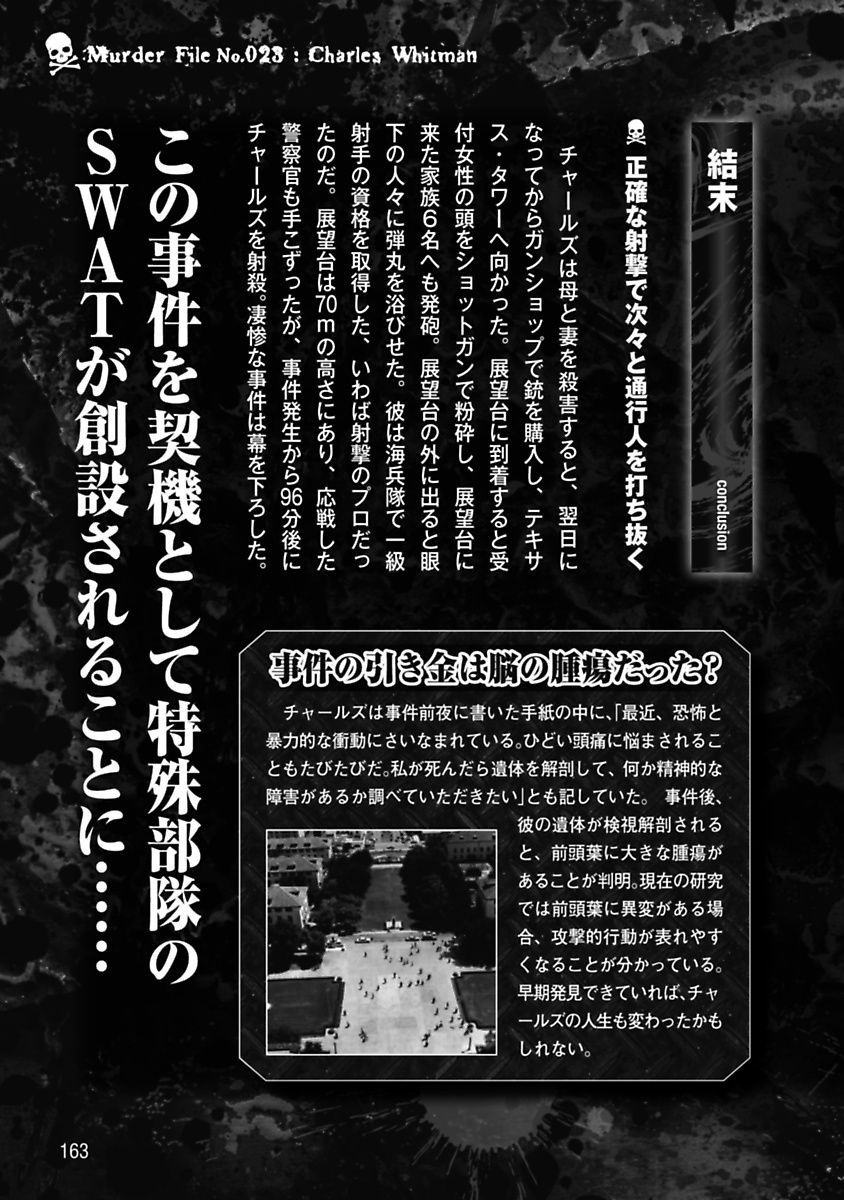 Murder File No.023 : Charles Whitman
結末
conclusion
正確な射撃で次々と通行人を打ち抜く
チャールズは母と妻を殺害すると、翌日に
なってからガンショップで銃を購入し、テキサ
ス・タワーへ向かった。展望台に到着すると受
付女性の頭をショットガンで粉砕し、展望台に
来た家族6名へも発砲。展望台の外に出ると眼
下の人々に弾丸を浴びせた。彼は海兵隊で一級
射手の資格を取得した、いわば射撃のプロだっ
たのだ。展望台は70mの高さにあり、応戦した
警察官も手こずったが、事件発生から96分後に
チャールズを射殺。凄惨な事件は幕を下ろした。
この事件を契機として特殊部隊の
SWATが創設されることに……
事件の引き金は脳の腫瘍だった?
チャールズは事件前夜に書いた手紙の中に、「最近、恐怖と
暴力的な衝動にさいなまれている。ひどい頭痛に悩まされるこ
ともたびたびだ。私が死んだら遺体を解剖して、何か精神的な
障害があるか調べていただきたい」とも記していた。 事件後、
彼の遺体が検視解剖される
と、前頭葉に大きな腫瘍が
あることが判明。現在の研究
では前頭葉に異変がある場
合、攻撃的行動が表れやす
くなることが分かっている。
早期発見できていれば、チャ
ールズの人生も変わったかも
しれない。
163